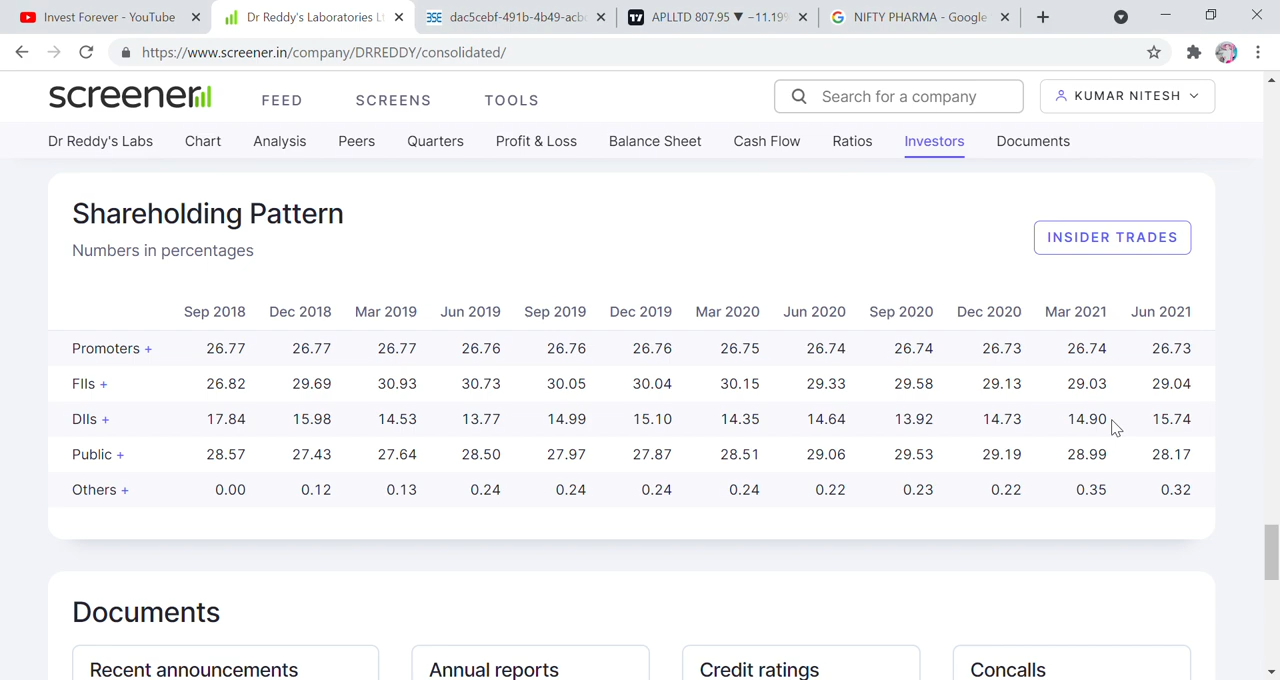 Invest Forever - YouTube
Dr Reddy's Laboratories Lt
BSE dac5cebf-491b-4b49-acb
APLLTD 807.95 ▼ −11.19%
NIFTY PHARMA - Google
https://www.screener.in/company/DRREDDY/consolidated/
screener
FEED SCREENS TOOLS
Search for a company
KUMAR NITESH
Dr Reddy's Labs Chart Analysis Peers Quarters Profit & Loss Balance Sheet Cash Flow Ratios Investors Documents
Shareholding Pattern
Numbers in percentages
INSIDER TRADES
Sep 2018 Dec 2018 Mar 2019 Jun 2019 Sep 2019 Dec 2019 Mar 2020 Jun 2020 Sep 2020 Dec 2020 Mar 2021 Jun 2021
Promoters + 26.77 26.77 26.77 26.76 26.76 26.76 26.75 26.74 26.74 26.73 26.74 26.73
FIIs + 26.82 29.69 30.93 30.73 30.05 30.04 30.15 29.33 29.58 29.13 29.03 29.04
DIIs + 17.84 15.98 14.53 13.77 14.99 15.10 14.35 14.64 13.92 14.73 14.90 15.74
Public + 28.57 27.43 27.64 28.50 27.97 27.87 28.51 29.06 29.53 29.19 28.99 28.17
Others + 0.00 0.12 0.13 0.24 0.24 0.24 0.24 0.22 0.23 0.22 0.35 0.32
Documents
Recent announcements
Annual reports
Credit ratings
Concalls